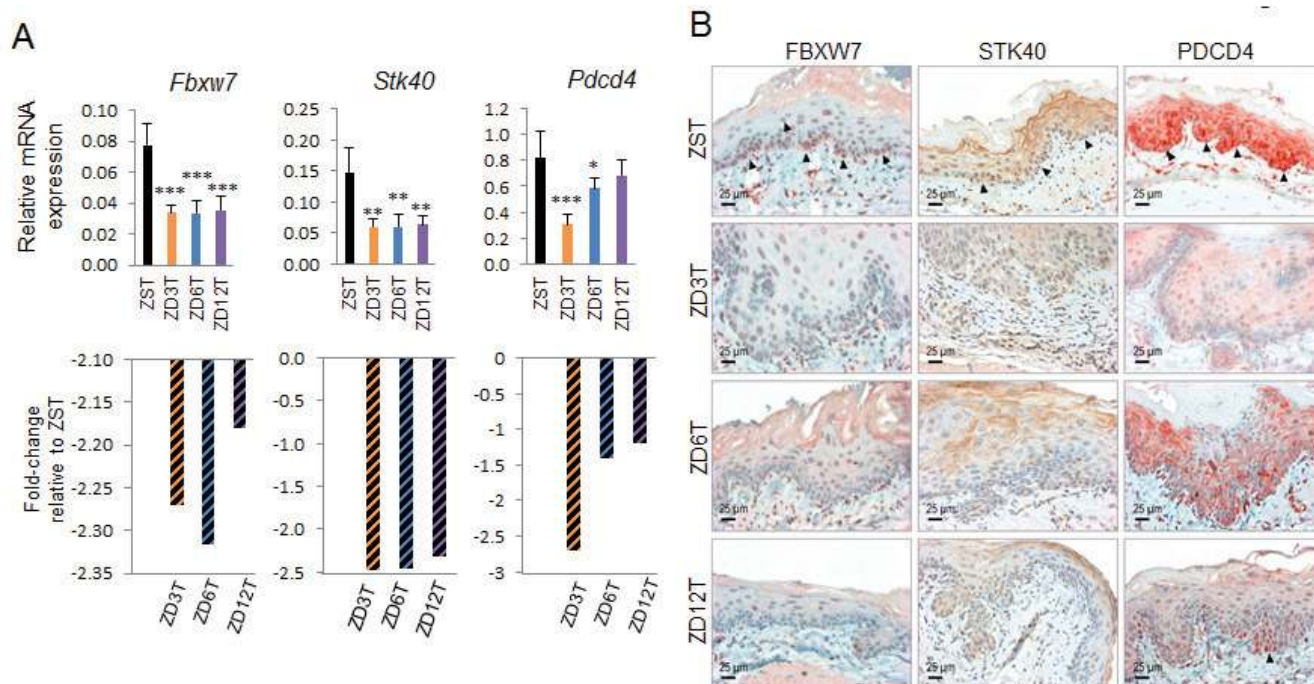 A
Fbxw7
Stk40
Pdcd4
Relative mRNA
expression
0.10
0.08
0.06
0.04
0.02
0.00
***
***
***
ZST
ZD3T
ZD6T
ZD12T
0.25
0.20
0.15
0.10
0.05
0.00
**
**
**
ZST
ZD3T
ZD6T
ZD12T
1.2
1.0
0.8
0.6
0.4
0.2
0.0
***
*
ZST
ZD3T
ZD6T
ZD12T
Fold-change
relative to ZST
-2.10
-2.15
-2.20
-2.25
-2.30
-2.35
ZD3T
ZD6T
ZD12T
0.0
-0.5
-1.0
-1.5
-2.0
-2.5
ZD3T
ZD6T
ZD12T
0
-0.5
-1
-1.5
-2
-2.5
-3
ZD3T
ZD6T
ZD12T
B
FBXW7 STK40 PDCD4
ZST
25 µm 25 µm 25 µm
ZD3T
25 µm 25 µm 25 µm
ZD6T
25 µm 25 µm 25 µm
ZD12T
25 µm 25 µm 25 µm